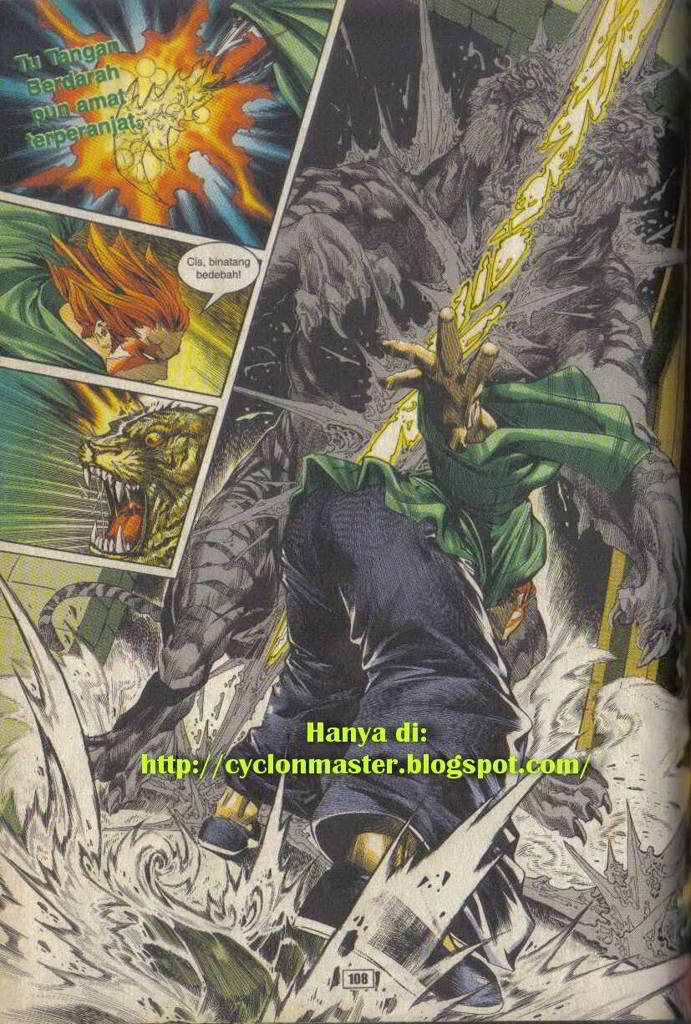 Tu Tangan
Berdarah
pun amat
terperanjat.
Cis, binatang
bedebah!
Hanya di:
http://cyclonmaster.blogspot.com/
108